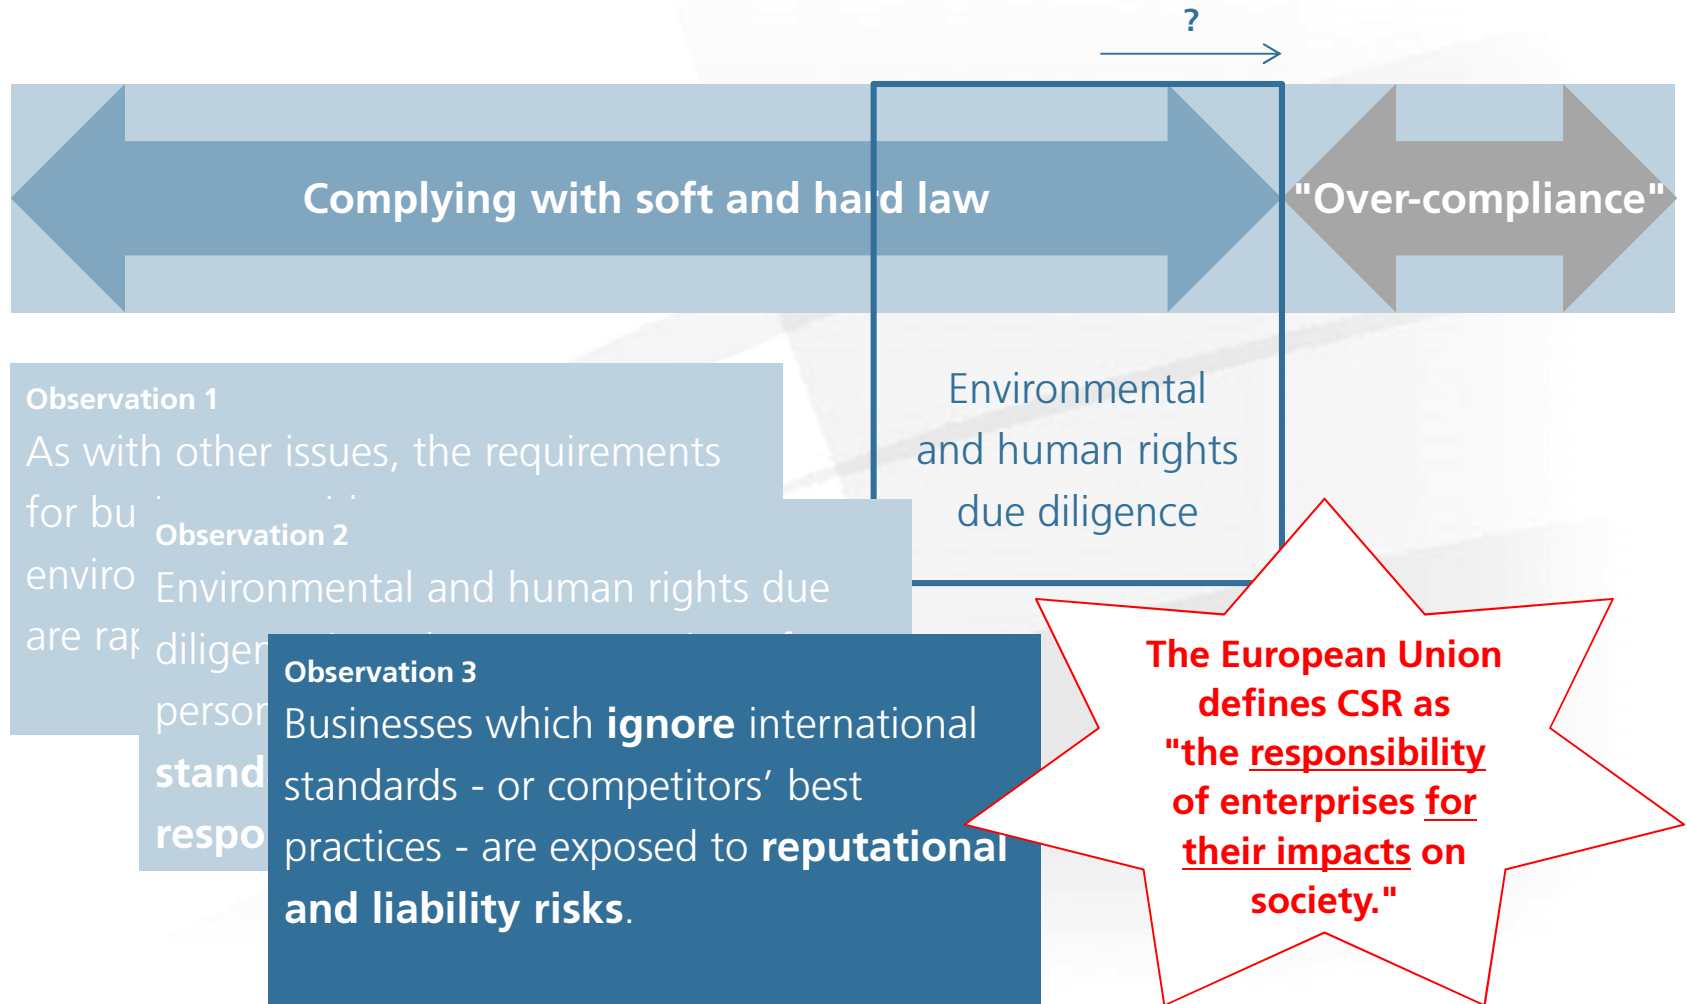 ?
Complying with soft and hard law
"Over-compliance"
Environmental
and human rights
due diligence
Observation 1
As with other issues, the requirements
for bu
enviro
are rap
Observation 2
Environmental and human rights due
diligen
person
stand
respo
Observation 3
Businesses which ignore international
standards - or competitors’ best
practices - are exposed to reputational
and liability risks.
The European Union
defines CSR as
"the responsibility
of enterprises for
their impacts on
society."